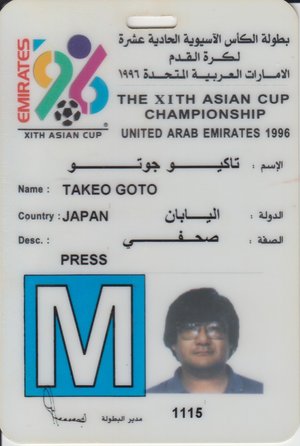 بطولة الكأس الآسيوية الحادية عشرة
لكرة القدم
الامارات العربية المتحدة ١٩٩٦
EMIRATES
96
XITH ASIAN CUP
THE XITH ASIAN CUP
CHAMPIONSHIP
UNITED ARAB EMIRATES 1996
الإسم : تاكيو جوتو
Name : TAKEO GOTO
Country : JAPAN اليابان الدولة :
Desc. : صحفي الصفة :
PRESS
M
مدير البطولة
1115